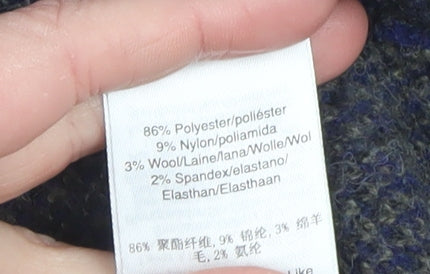 86% Polyester/poliéster
9% Nylon/poliamida
3% Wool/Laine/lana/Wolle/Wol
2% Spandex/elastano/
Elasthan/Elasthaan
86% 聚酯纤维, 9% 锦纶, 3% 绵羊
毛, 2% 氨纶
Like